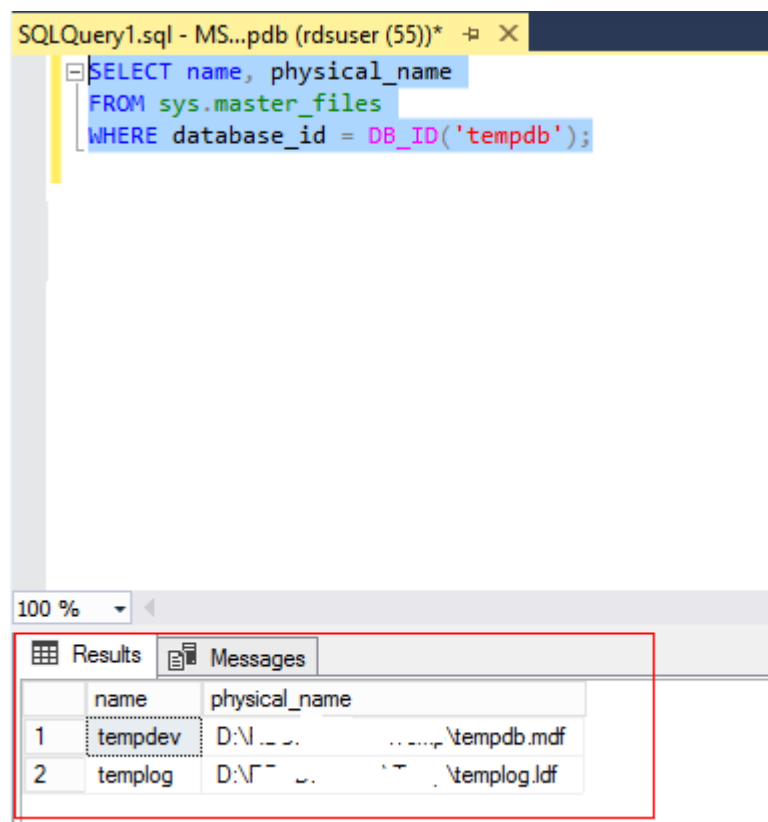 SQLQuery1.sql - MS...pdb (rdsuser (55))*
SELECT name, physical_name
FROM sys.master_files
WHERE database_id = DB_ID('tempdb');
100 %
Results Messages
name physical_name
1 tempdev D:\ \tempdb.mdf
2 templog D:\ \templog.ldf